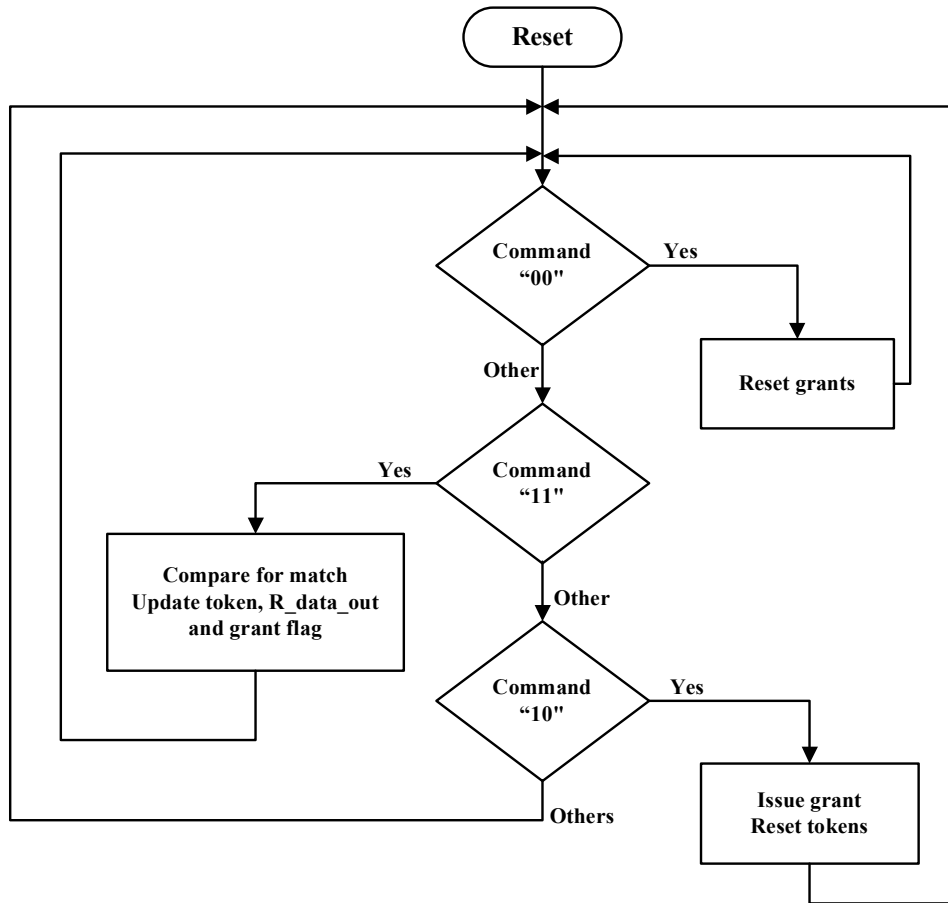 Reset
Command
“00"
Yes
Reset grants
Other
Command
“11"
Yes
Compare for match
Update token, R_data_out
and grant flag
Other
Command
“10"
Yes
Issue grant
Reset tokens
Others